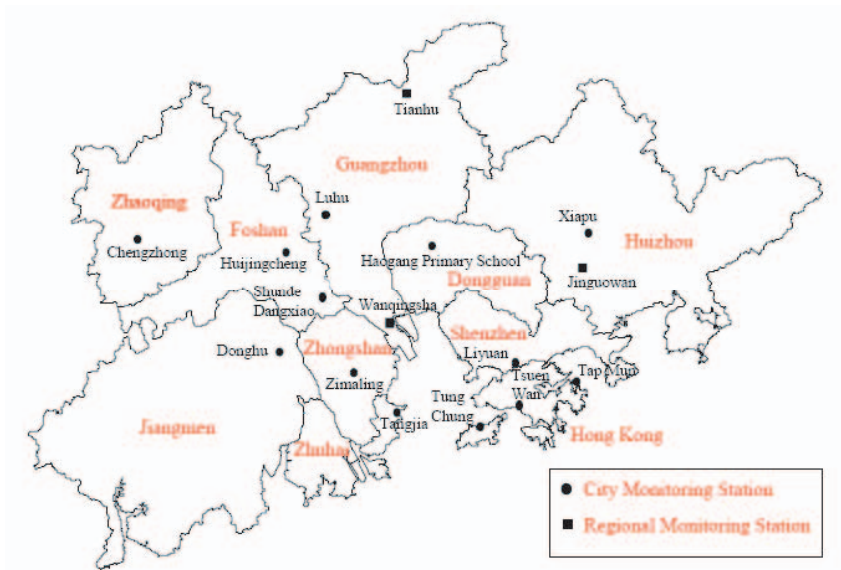 Tianhu
Guangzhou
Zhaoqing
Luhu
Xiapu
Foshan
Huizhou
Chengzhong
Huijingcheng
Haogang Primary School
Dongguan
Jinguowan
Shunde
Dangxiao
Wanqingsha
Shenzhen
Zhongshan
Donghu
Liyuan
Zimaling
Tsuen
Wan
Tap Mun
Tung
Chung
Tangjia
Jiangmen
Hong Kong
Zhuhai
City Monitoring Station
Regional Monitoring Station